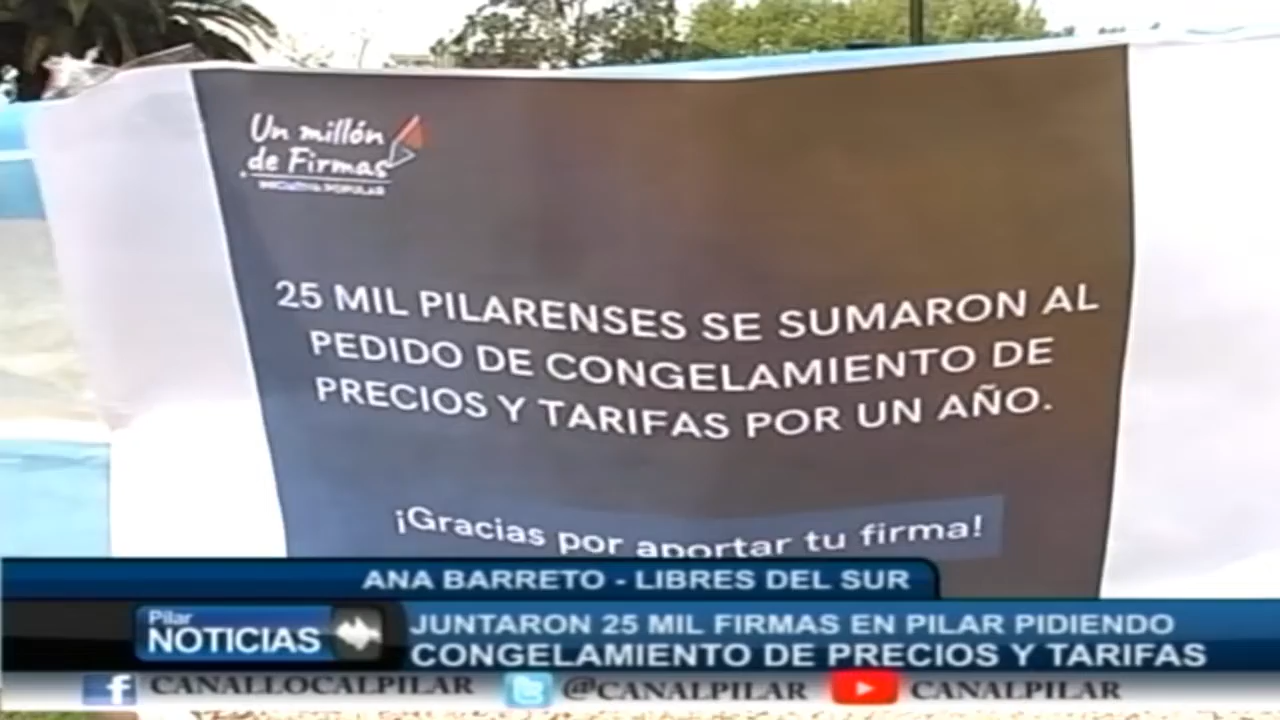 Un millón
de Firmas
INICIATIVA POPULAR
25 MIL PILARENSES SE SUMARON AL
PEDIDO DE CONGELAMIENTO DE
PRECIOS Y TARIFAS POR UN AÑO.
¡Gracias por aportar tu firma!
ANA BARRETO - LIBRES DEL SUR
Pilar
NOTICIAS
JUNTARON 25 MIL FIRMAS EN PILAR PIDIENDO
CONGELAMIENTO DE PRECIOS Y TARIFAS
CANALLOCALPILAR @CANALPILAR CANALPILAR